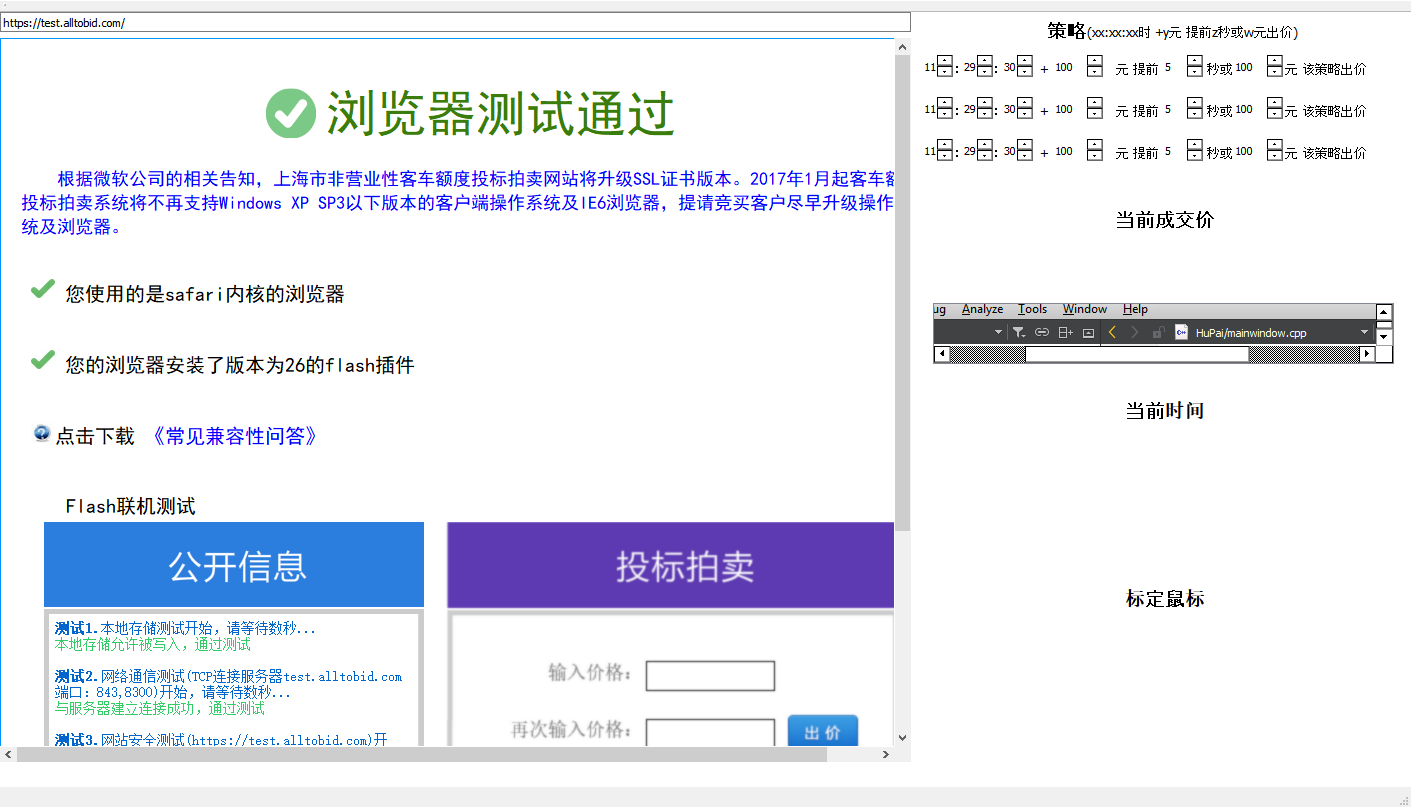 https://test.alltobid.com/
浏览器测试通过
根据微软公司的相关告知，上海市非营业性客车额度投标拍卖网站将升级SSL证书版本。2017年1月起客车
投标拍卖系统将不再支持Windows XP SP3以下版本的客户端操作系统及IE6浏览器，提请竞买客户尽早升级操作
统及浏览器。
您使用的是safari内核的浏览器
您的浏览器安装了版本为26的flash插件
点击下载 《常见兼容性问答》
Flash联机测试
公开信息
测试1.本地存储测试开始，请等待数秒...
本地存储允许被写入，通过测试
测试2.网络通信测试(TCP连接服务器test.alltobid.com
端口：843,8300)开始，请等待数秒...
与服务器建立连接成功，通过测试
测试3.网站安全测试(https://test.alltobid.com)开
投标拍卖
输入价格：
再次输入价格：
出价
策略(xx:xx:xx时 +y元 提前z秒或w元出价)
11 : 29 : 30 + 100 元 提前 5 秒或 100 元 该策略出价
11 : 29 : 30 + 100 元 提前 5 秒或 100 元 该策略出价
11 : 29 : 30 + 100 元 提前 5 秒或 100 元 该策略出价
当前成交价
ug Analyze Tools Window Help
HuPai/mainwindow.cpp
当前时间
标定鼠标